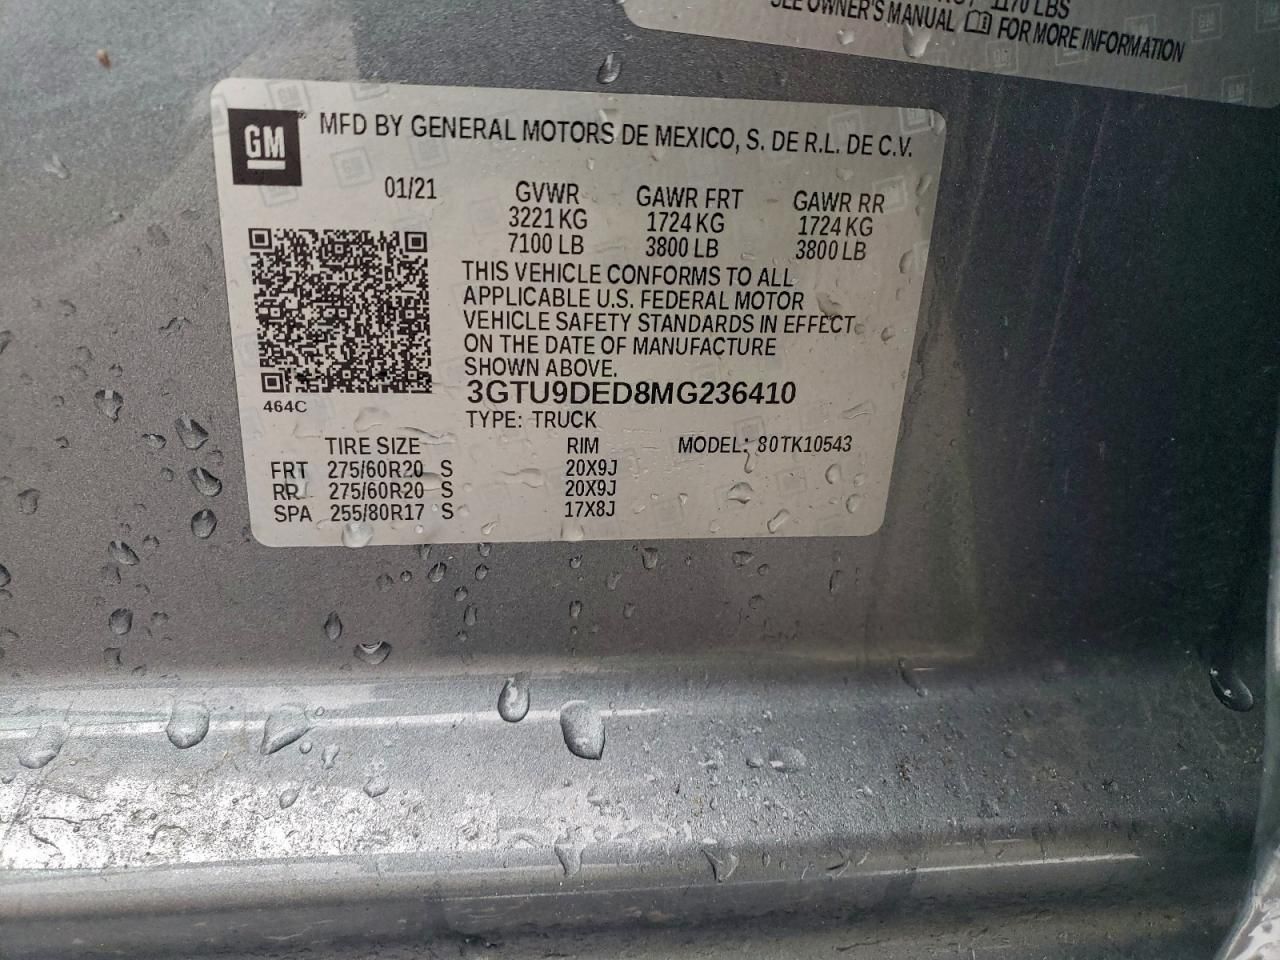 1170 LBS
SEE OWNER'S MANUAL FOR MORE INFORMATION
GM
MFD BY GENERAL MOTORS DE MEXICO, S. DE R.L. DE C.V.
01/21 GVWR GAWR FRT GAWR RR
3221 KG 1724 KG 1724 KG
7100 LB 3800 LB 3800 LB
THIS VEHICLE CONFORMS TO ALL
APPLICABLE U.S. FEDERAL MOTOR
VEHICLE SAFETY STANDARDS IN EFFECT
ON THE DATE OF MANUFACTURE
SHOWN ABOVE.
3GTU9DED8MG236410
464C
TYPE: TRUCK
TIRE SIZE RIM MODEL: 80TK10543
FRT 275/60R20 S 20X9J
RR 275/60R20 S 20X9J
SPA 255/80R17 S 17X8J